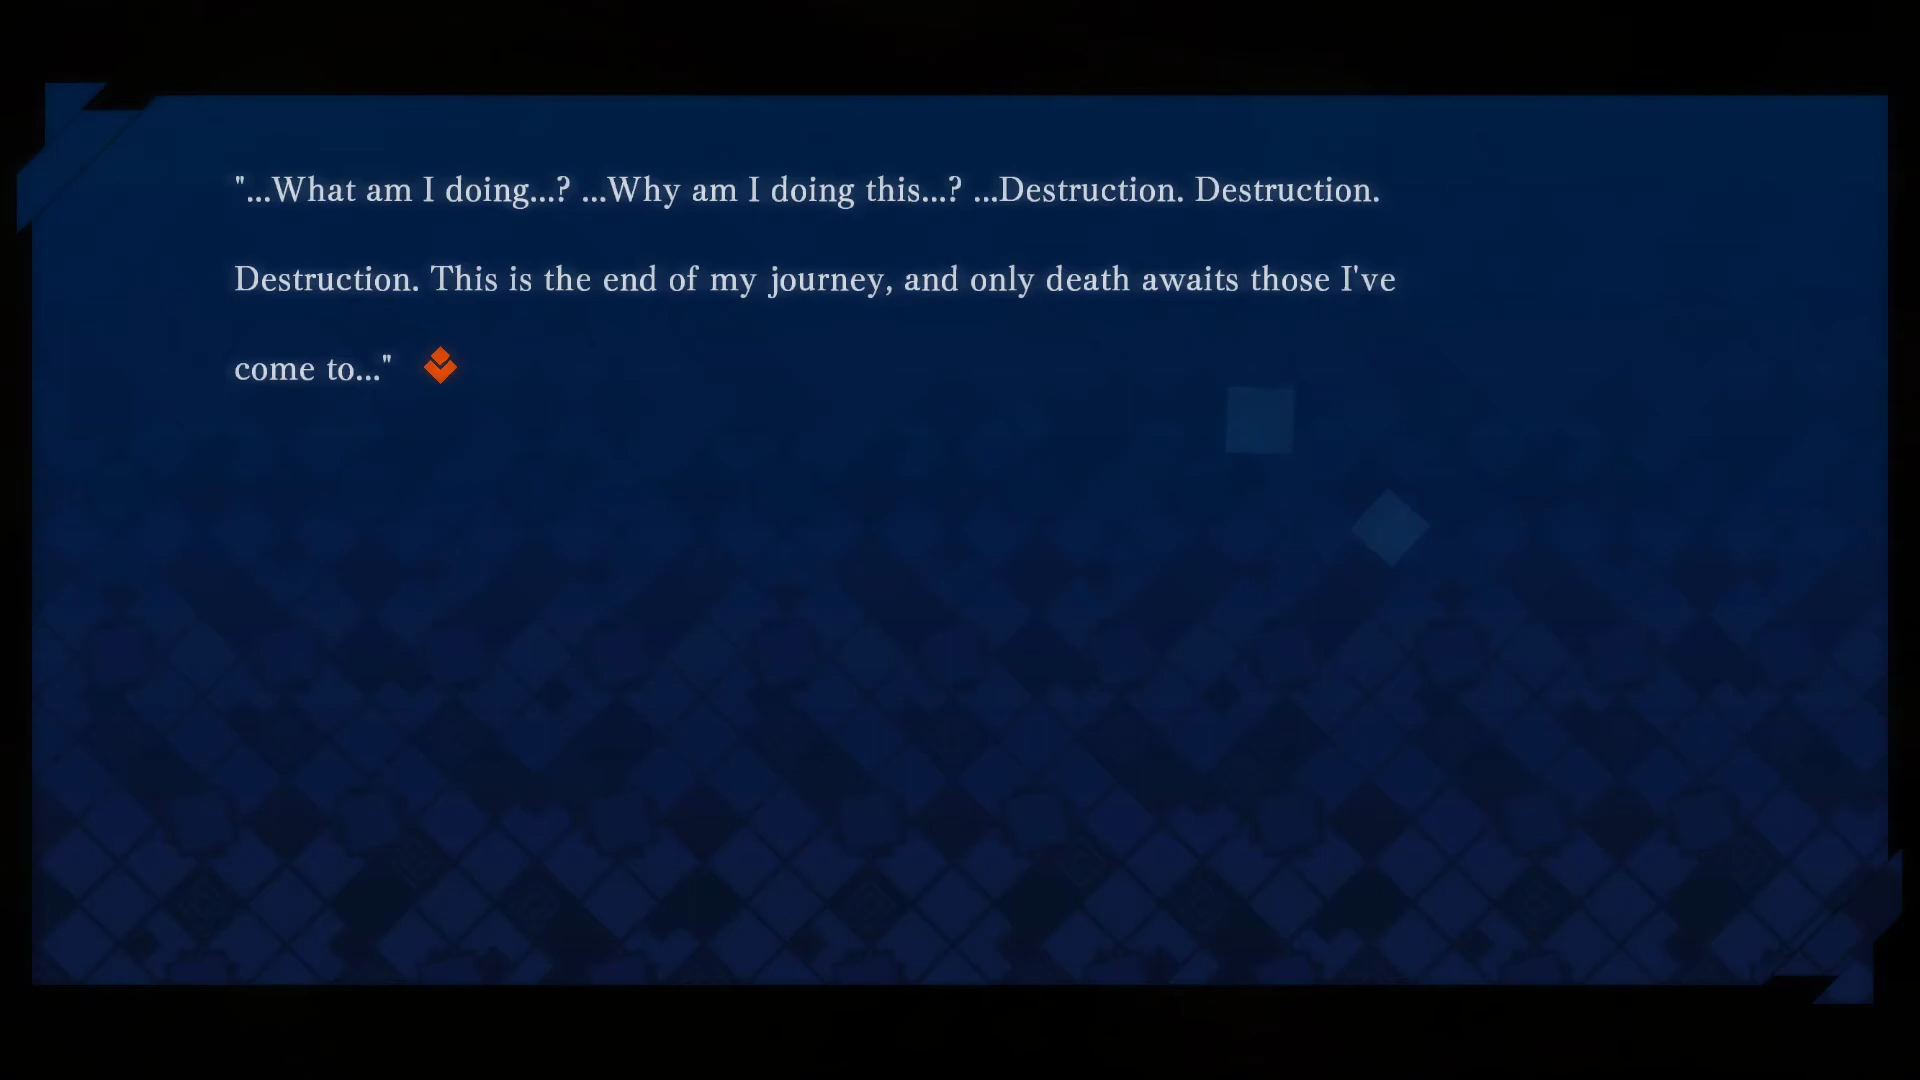 "...What am I doing...? ...Why am I doing this...? ...Destruction. Destruction.
Destruction. This is the end of my journey, and only death awaits those I've
come to..."